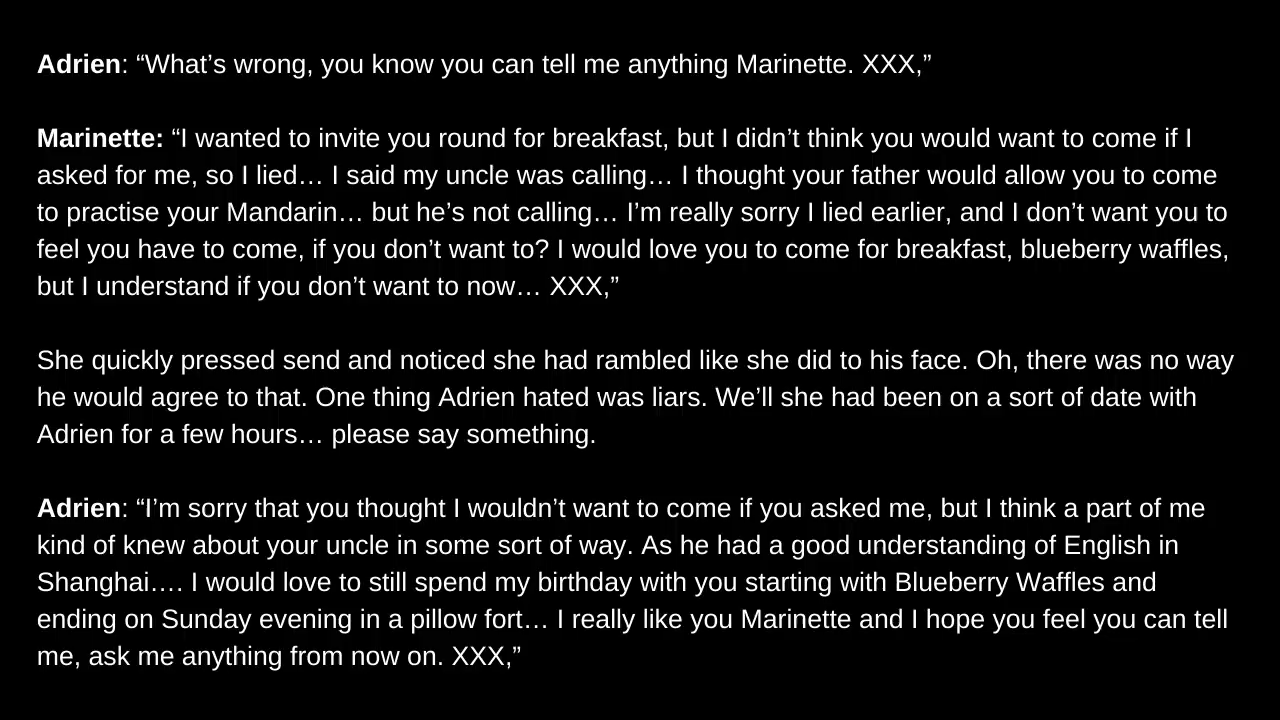 Adrien: “What’s wrong, you know you can tell me anything Marinette. XXX,”
Marinette: “I wanted to invite you round for breakfast, but I didn’t think you would want to come if I
asked for me, so I lied… I said my uncle was calling… I thought your father would allow you to come
to practise your Mandarin… but he’s not calling… I’m really sorry I lied earlier, and I don’t want you to
feel you have to come, if you don’t want to? I would love you to come for breakfast, blueberry waffles,
but I understand if you don’t want to now… XXX,”
She quickly pressed send and noticed she had rambled like she did to his face. Oh, there was no way
he would agree to that. One thing Adrien hated was liars. We’ll she had been on a sort of date with
Adrien for a few hours… please say something.
Adrien: “I’m sorry that you thought I wouldn’t want to come if you asked me, but I think a part of me
kind of knew about your uncle in some sort of way. As he had a good understanding of English in
Shanghai…. I would love to still spend my birthday with you starting with Blueberry Waffles and
ending on Sunday evening in a pillow fort… I really like you Marinette and I hope you feel you can tell
me, ask me anything from now on. XXX,”